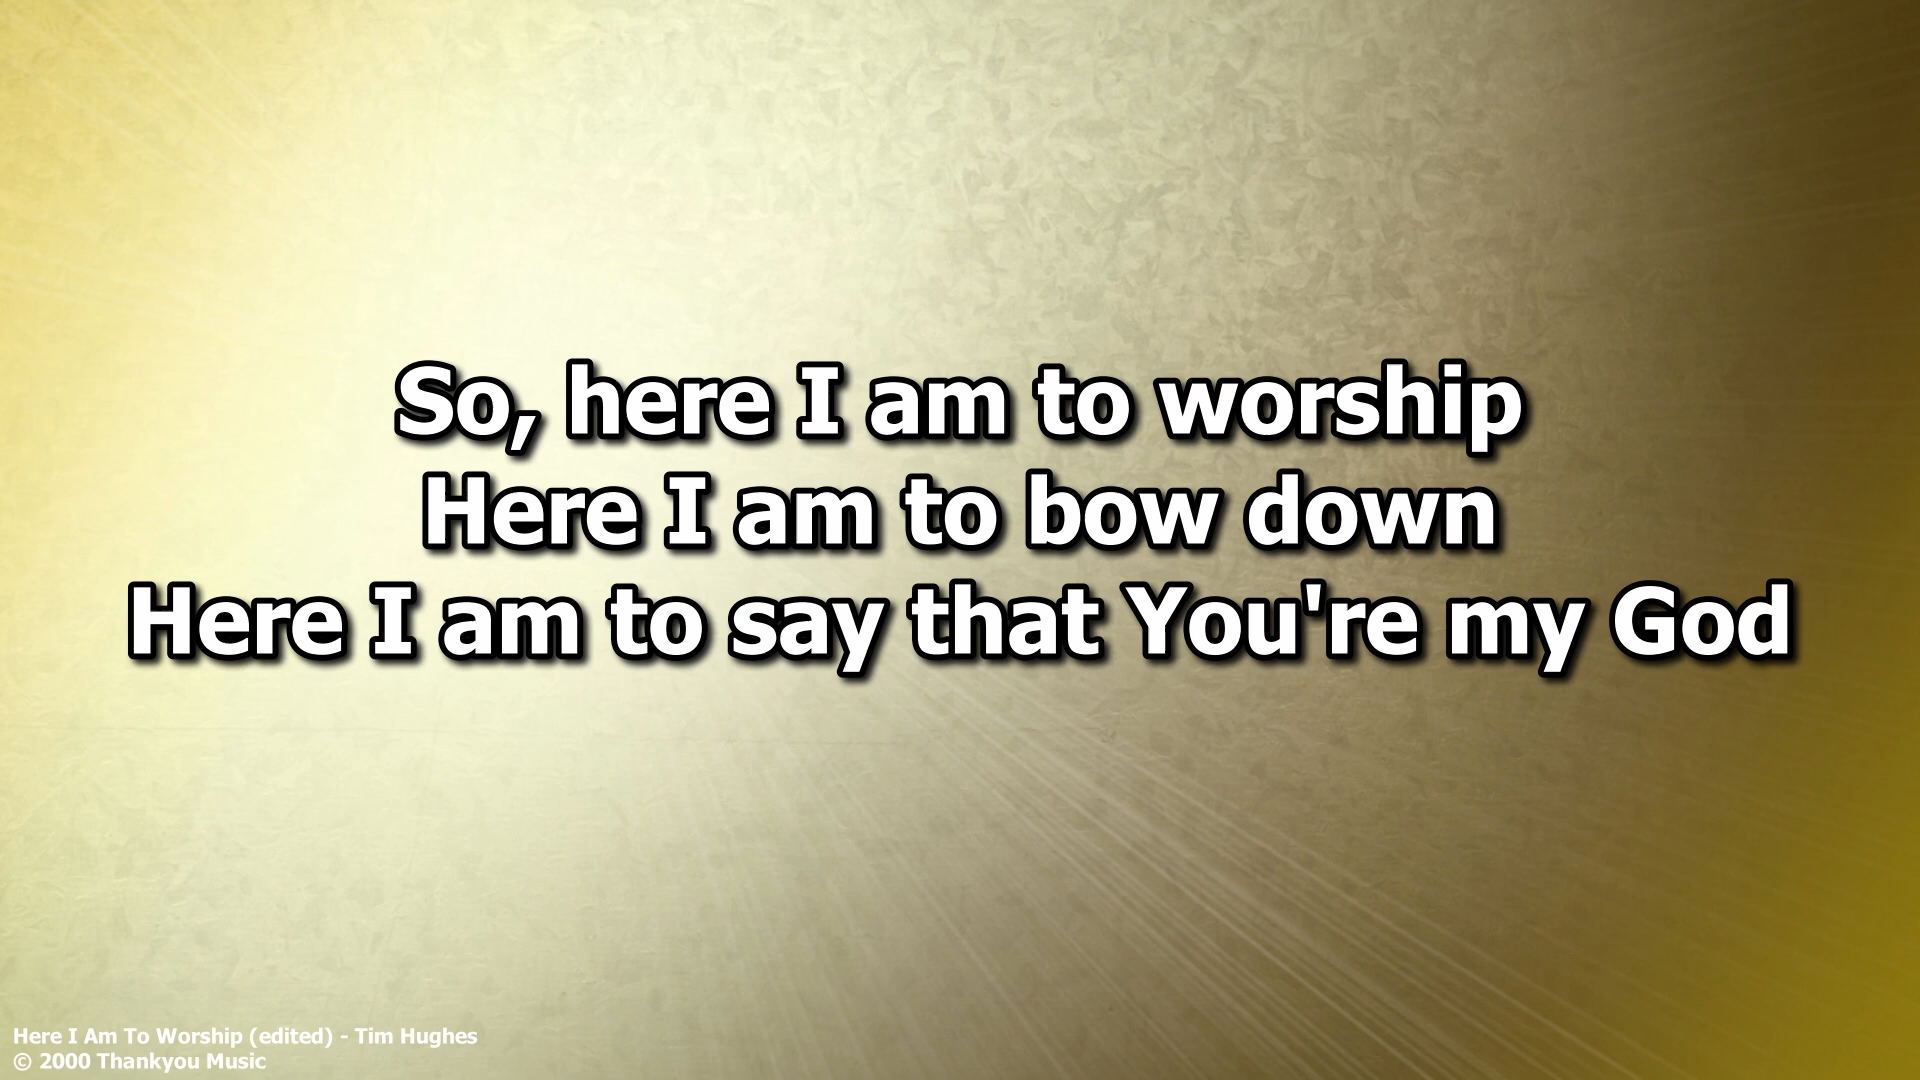 So, here I am to worship
Here I am to bow down
Here I am to say that You're my God
Here I Am To Worship (edited) - Tim Hughes
© 2000 Thankyou Music